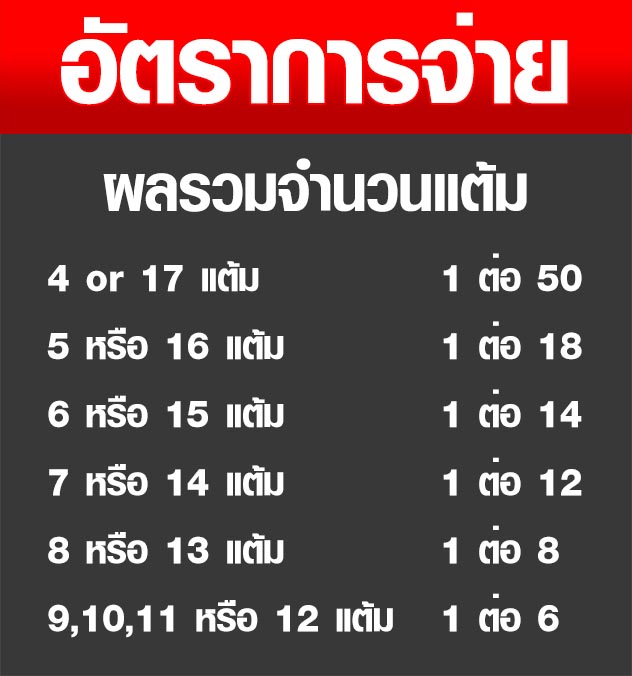 อัตราการจ่าย
ผลรวมจำนวนแต้ม
4 or 17 แต้ม 1 ต่อ 50
5 หรือ 16 แต้ม 1 ต่อ 18
6 หรือ 15 แต้ม 1 ต่อ 14
7 หรือ 14 แต้ม 1 ต่อ 12
8 หรือ 13 แต้ม 1 ต่อ 8
9,10,11 หรือ 12 แต้ม 1 ต่อ 6